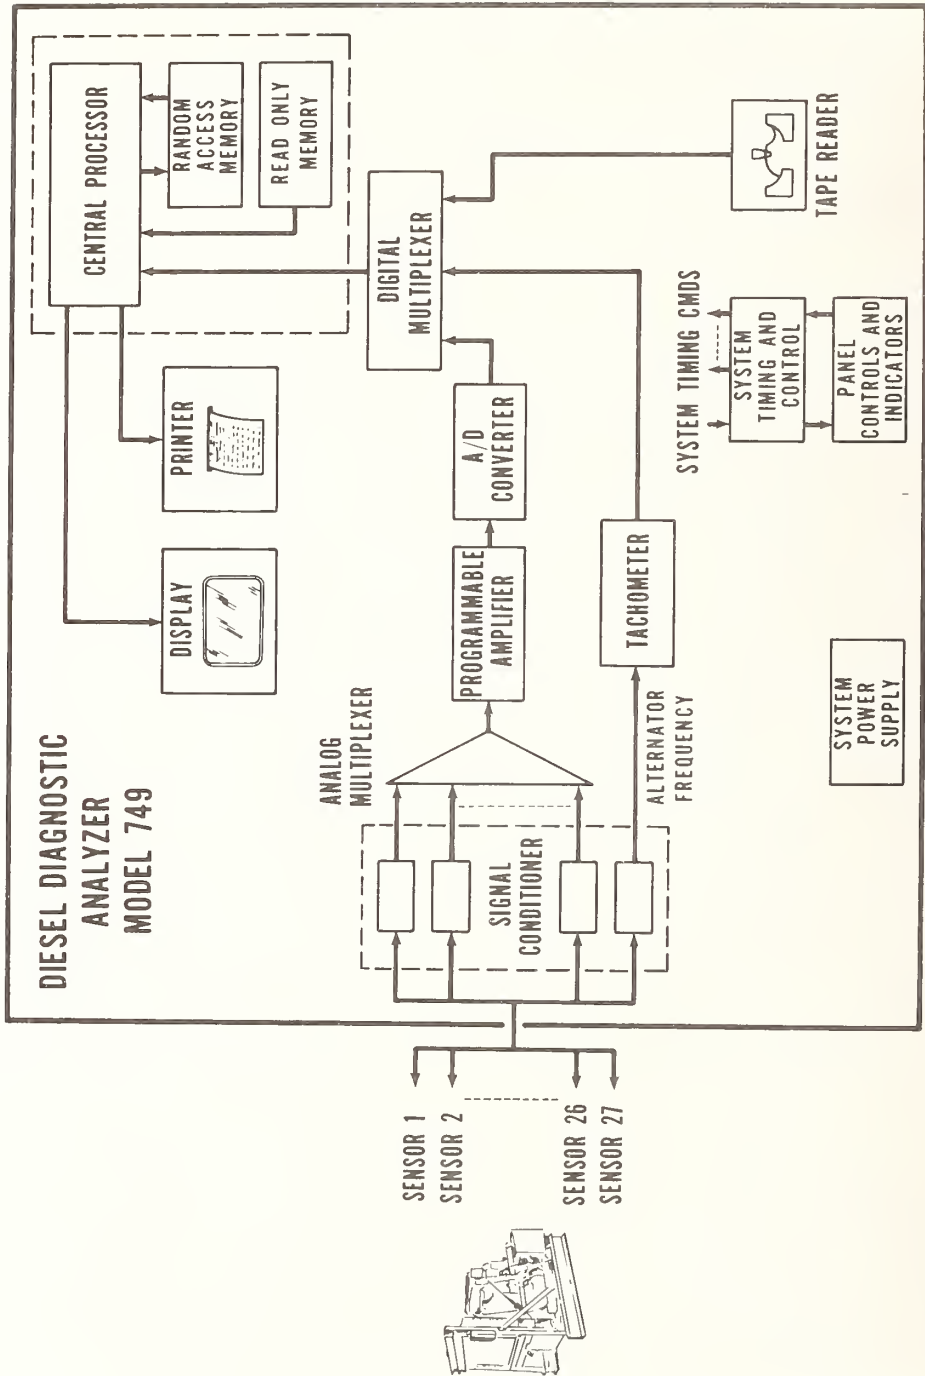 DIESEL DIAGNOSTIC
ANALYZER
MODEL 749
DISPLAY
PRINTER
CENTRAL PROCESSOR
RANDOM
ACCESS
MEMORY
READ ONLY
MEMORY
ANALOG
MULTIPLEXER
PROGRAMMABLE
AMPLIFIER
A/D
CONVERTER
DIGITAL
MULTIPLEXER
SENSOR 1
SENSOR 2
SENSOR 26
SENSOR 27
SIGNAL
CONDITIONER
ALTERNATOR
FREQUENCY
TACHOMETER
SYSTEM TIMING CMDS
SYSTEM
TIMING AND
CONTROL
PANEL
CONTROLS AND
INDICATORS
TAPE READER
SYSTEM
POWER
SUPPLY